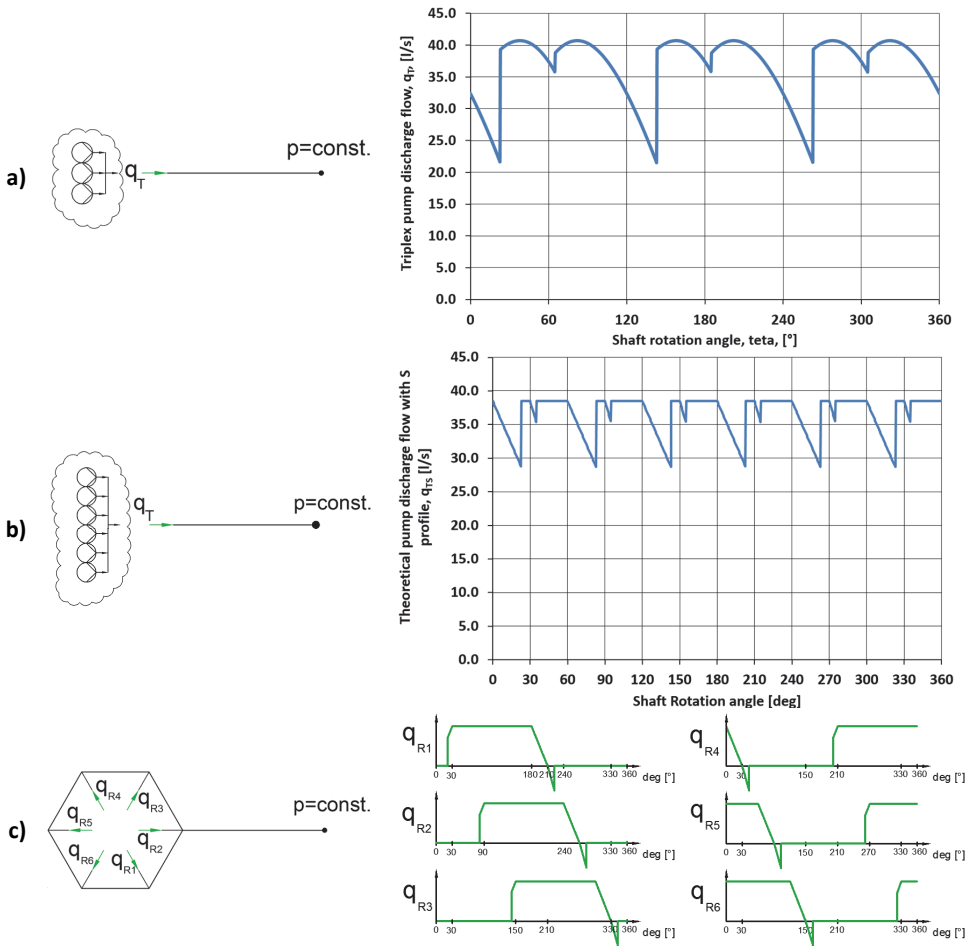 a)
q_T
p=const.
Triplex pump discharge flow, q_T, [l/s]
45.0
40.0
35.0
30.0
25.0
20.0
15.0
10.0
5.0
0.0
0 60 120 180 240 300 360
Shaft rotation angle, teta, [°]
b)
q_T
p=const.
Theoretical pump discharge flow with S
profile, q_TS [l/s]
45.0
40.0
35.0
30.0
25.0
20.0
15.0
10.0
5.0
0.0
0 30 60 90 120 150 180 210 240 270 300 330 360
Shaft Rotation angle [deg]
c)
q_R4
q_R3
q_R5
q_R2
q_R6
q_R1
p=const.
q_R1
0 30 180 210 240 330 360
deg [°]
q_R4
0 30 150 210 330 360
deg [°]
q_R2
0 30 90 240 330 360
deg [°]
q_R5
0 30 150 270 330 360
deg [°]
q_R3
0 30 150 210 330 360
deg [°]
q_R6
0 30 150 210 330 360
deg [°]